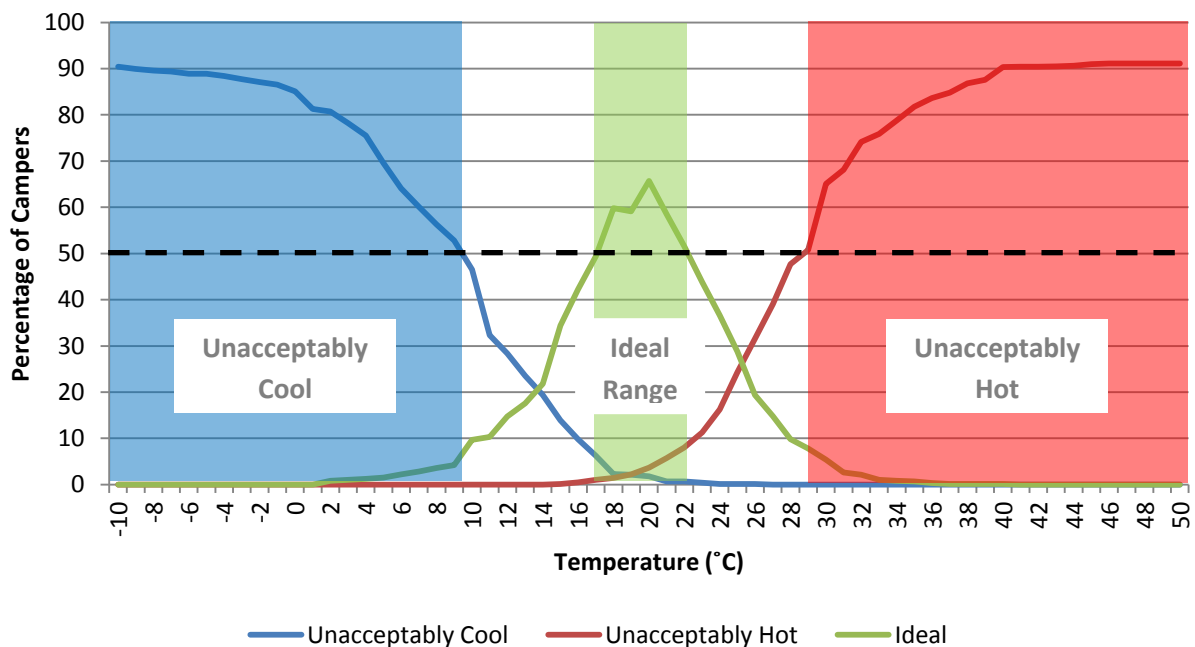 100
90
80
70
60
50
40
30
20
10
0
Percentage of Campers
Unacceptably
Cool
Ideal
Range
Unacceptably
Hot
-10 -8 -6 -4 -2 0 2 4 6 8 10 12 14 16 18 20 22 24 26 28 30 32 34 36 38 40 42 44 46 48 50
Temperature (˚C)
Unacceptably Cool Unacceptably Hot Ideal